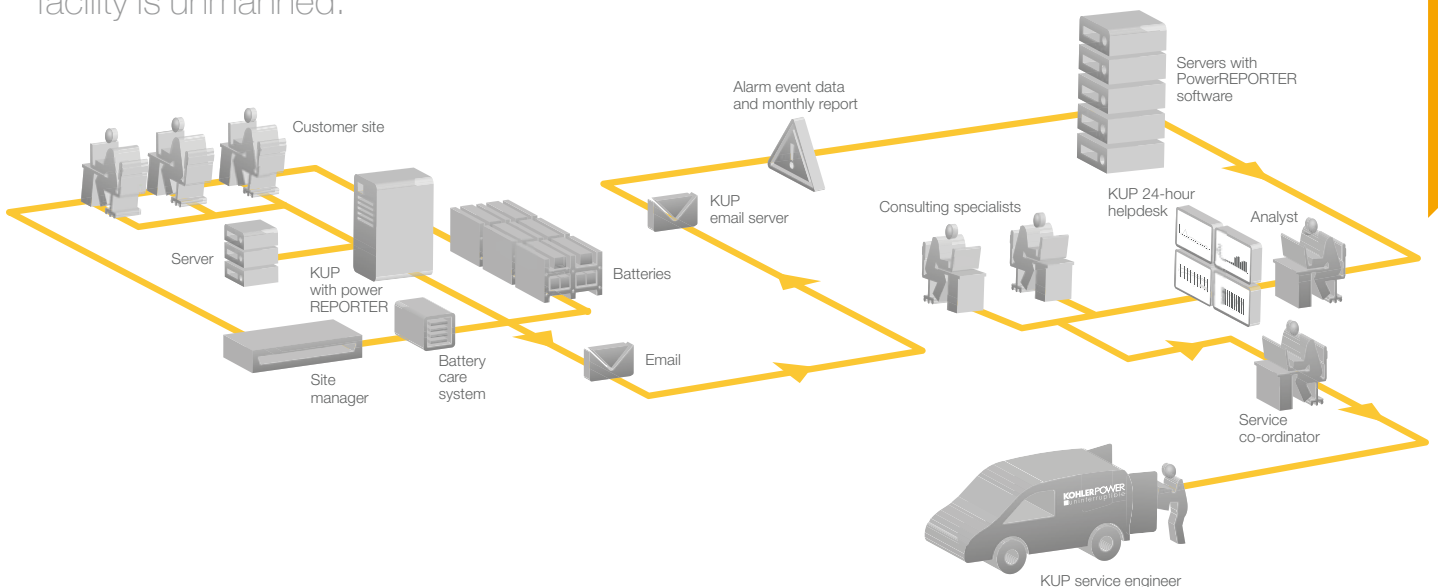 facility is unmanned.
Customer site
Server
KUP
with power
REPORTER
Batteries
Site
manager
Battery
care
system
Email
KUP
email server
Alarm event data
and monthly report
Servers with
PowerREPORTER
software
Consulting specialists
KUP 24-hour
helpdesk
Analyst
Service
co-ordinator
KOHLERPOWER
uninterruptible
KUP service engineer